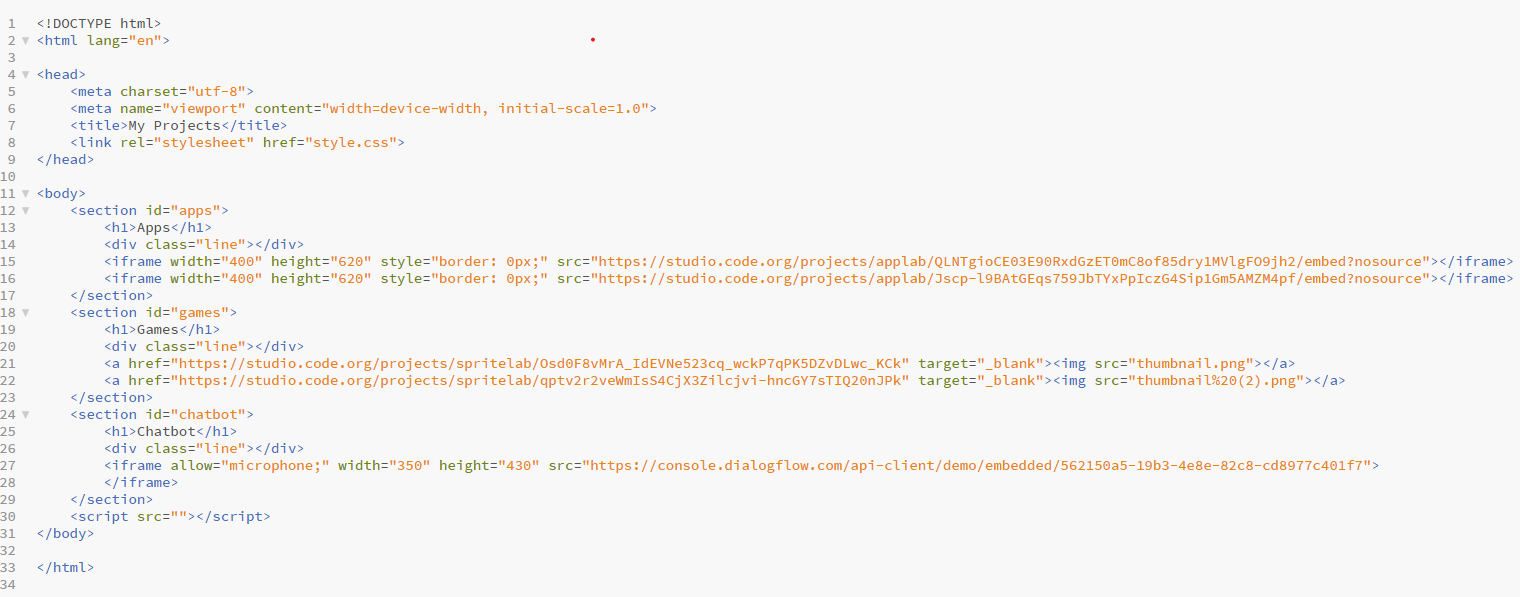 1 <!DOCTYPE html>
2 <html lang="en">
3
4 <head>
5 <meta charset="utf-8">
6 <meta name="viewport" content="width=device-width, initial-scale=1.0">
7 <title>My Projects</title>
8 <link rel="stylesheet" href="style.css">
9 </head>
10
11 <body>
12 <section id="apps">
13 <h1>Apps</h1>
14 <div class="line"></div>
15 <iframe width="400" height="620" style="border: 0px;" src="https://studio.code.org/projects/applab/QLNTgioCE03E90RxdGzET0mC8of85dry1MVlgFO9jh2/embed?nosource"></iframe>
16 <iframe width="400" height="620" style="border: 0px;" src="https://studio.code.org/projects/applab/Jscp-l9BAtGEqs759JbTYxPpIczG4Sip1Gm5AMZM4pf/embed?nosource"></iframe>
17 </section>
18 <section id="games">
19 <h1>Games</h1>
20 <div class="line"></div>
21 <a href="https://studio.code.org/projects/spritelab/Osd0F8vMrA_IdEVNe523cq_wckP7qPK5DZvDLwc_KCk" target="_blank"><img src="thumbnail.png"></a>
22 <a href="https://studio.code.org/projects/spritelab/qptv2r2veWmIsS4CjX3Zilcjvi-hncGY7sTIQ20nJPk" target="_blank"><img src="thumbnail%20(2).png"></a>
23 </section>
24 <section id="chatbot">
25 <h1>Chatbot</h1>
26 <div class="line"></div>
27 <iframe allow="microphone;" width="350" height="430" src="https://console.dialogflow.com/api-client/demo/embedded/562150a5-19b3-4e8e-82c8-cd8977c401f7">
28 </iframe>
29 </section>
30 <script src=""></script>
31 </body>
32
33 </html>
34